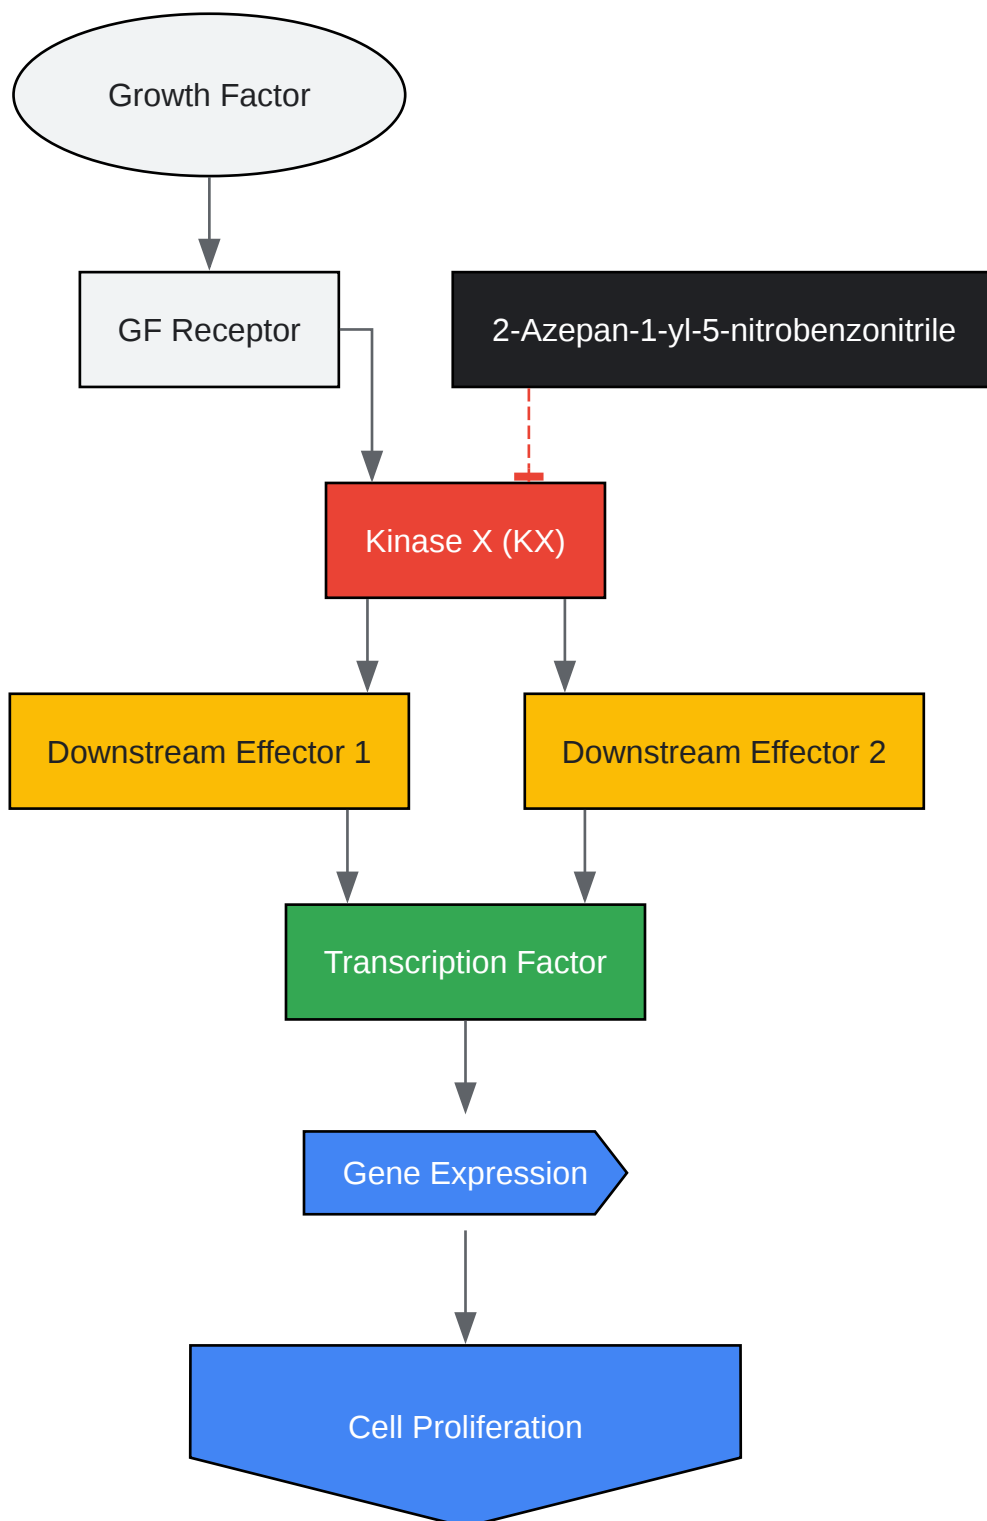 Growth Factor
GF Receptor
2-Azepan-1-yl-5-nitrobenzonitrile
Kinase X (KX)
Downstream Effector 1
Downstream Effector 2
Transcription Factor
Gene Expression
Cell Proliferation